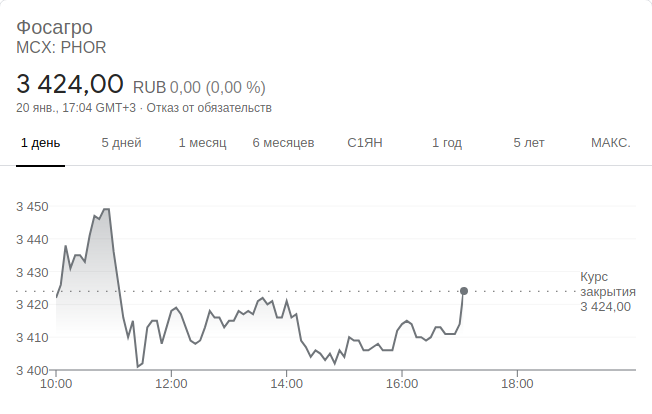 Фосагро
MCX: PHOR
3 424,00 RUB 0,00 (0,00 %)
20 янв., 17:04 GMT+3 · Отказ от обязательств
1 день 5 дней 1 месяц 6 месяцев С1ЯН 1 год 5 лет МАКС.
3 450
3 440
3 430
3 420
3 410
3 400
Курс
закрытия
3 424,00
10:00 12:00 14:00 16:00 18:00